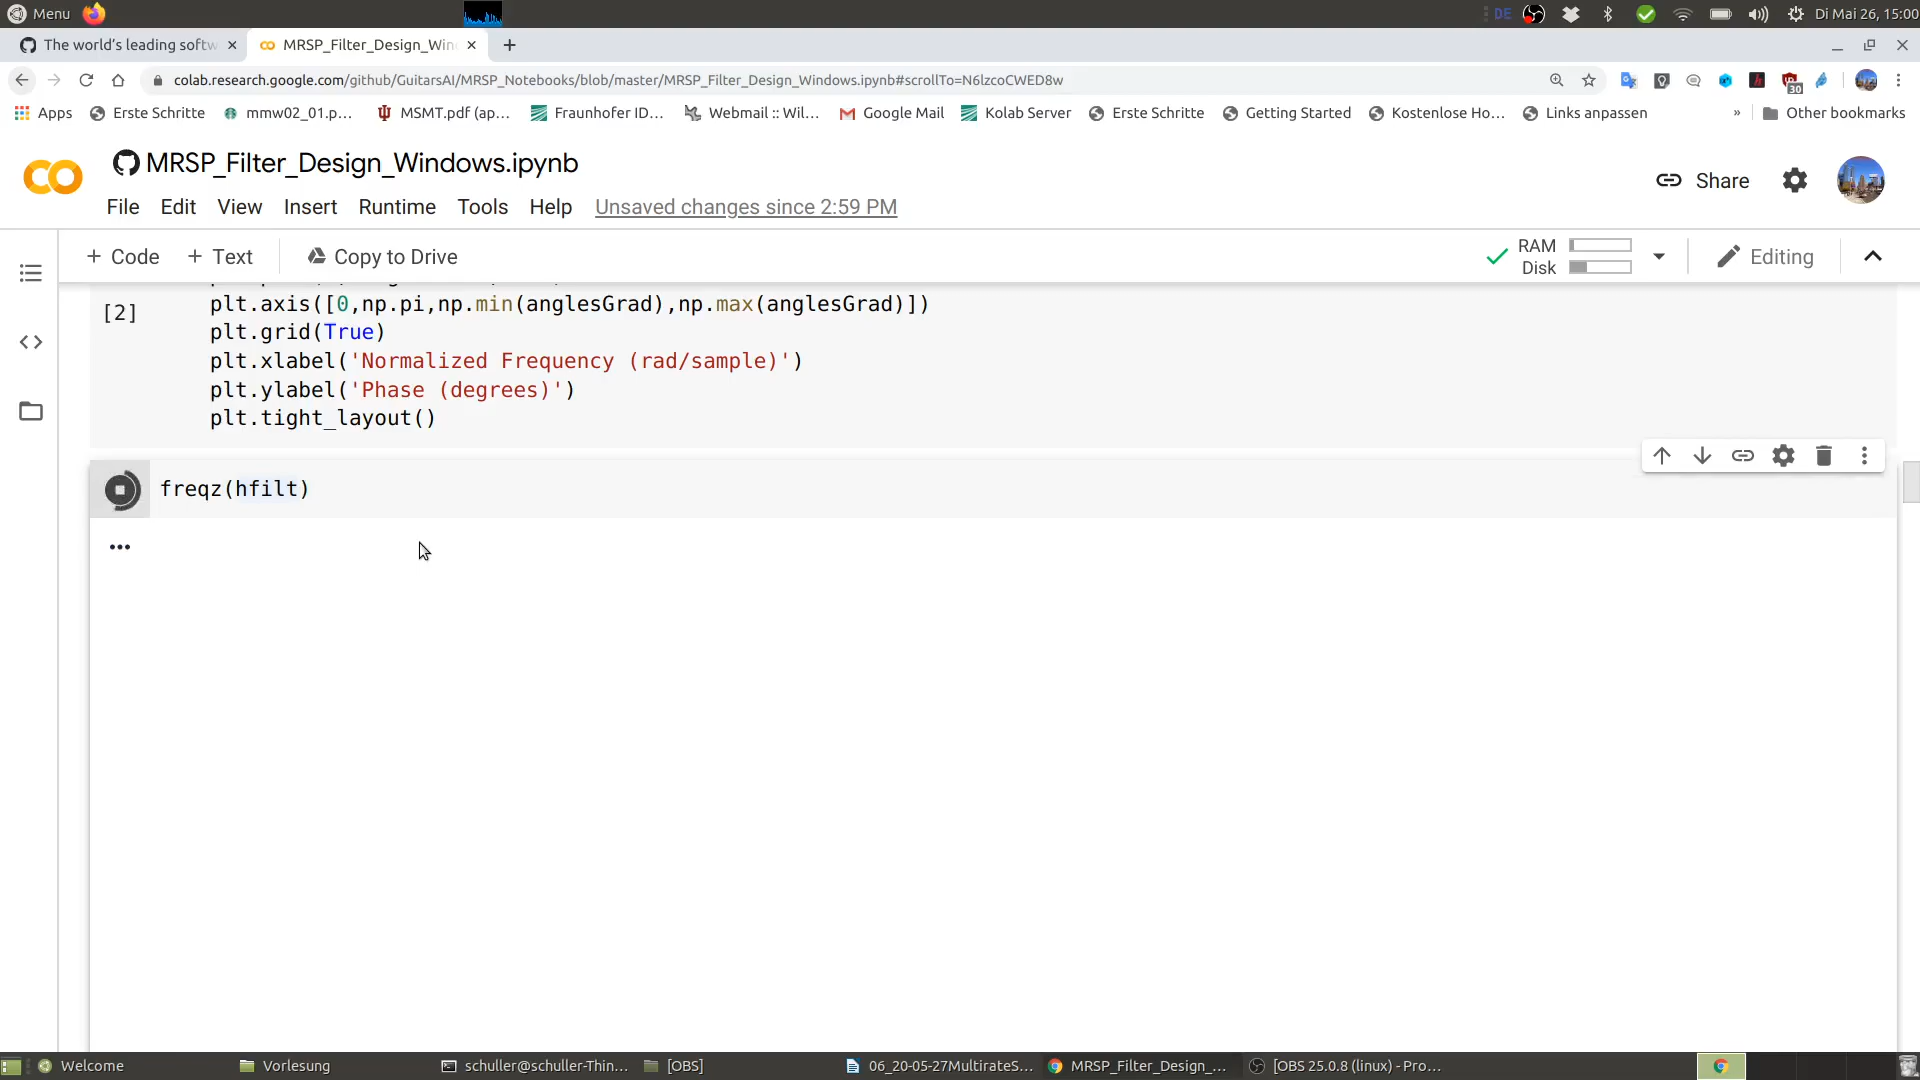 Menu
DE
Di Mai 26, 15:00
The world's leading softw
MRSP_Filter_Design_Win
colab.research.google.com/github/GuitarsAI/MRSP_Notebooks/blob/master/MRSP_Filter_Design_Windows.ipynb#scrollTo=N6lzcoCWED8w
30
Apps
Erste Schritte
mmw02_01.p...
MSMT.pdf (ap...
Fraunhofer ID...
Webmail :: Wil...
Google Mail
Kolab Server
Erste Schritte
Getting Started
Kostenlose Ho...
Links anpassen
»
Other bookmarks
MRSP_Filter_Design_Windows.ipynb
Share
File Edit View Insert Runtime Tools Help Unsaved changes since 2:59 PM
+ Code + Text Copy to Drive
RAM
Disk
Editing
[2]
plt.axis([0,np.pi,np.min(anglesGrad),np.max(anglesGrad)])
plt.grid(True)
plt.xlabel('Normalized Frequency (rad/sample)')
plt.ylabel('Phase (degrees)')
plt.tight_layout()
freqz(hfilt)
Welcome
Vorlesung
schuller@schuller-Thin...
[OBS]
06_20-05-27MultirateS...
MRSP_Filter_Design_...
[OBS 25.0.8 (linux) - Pro...